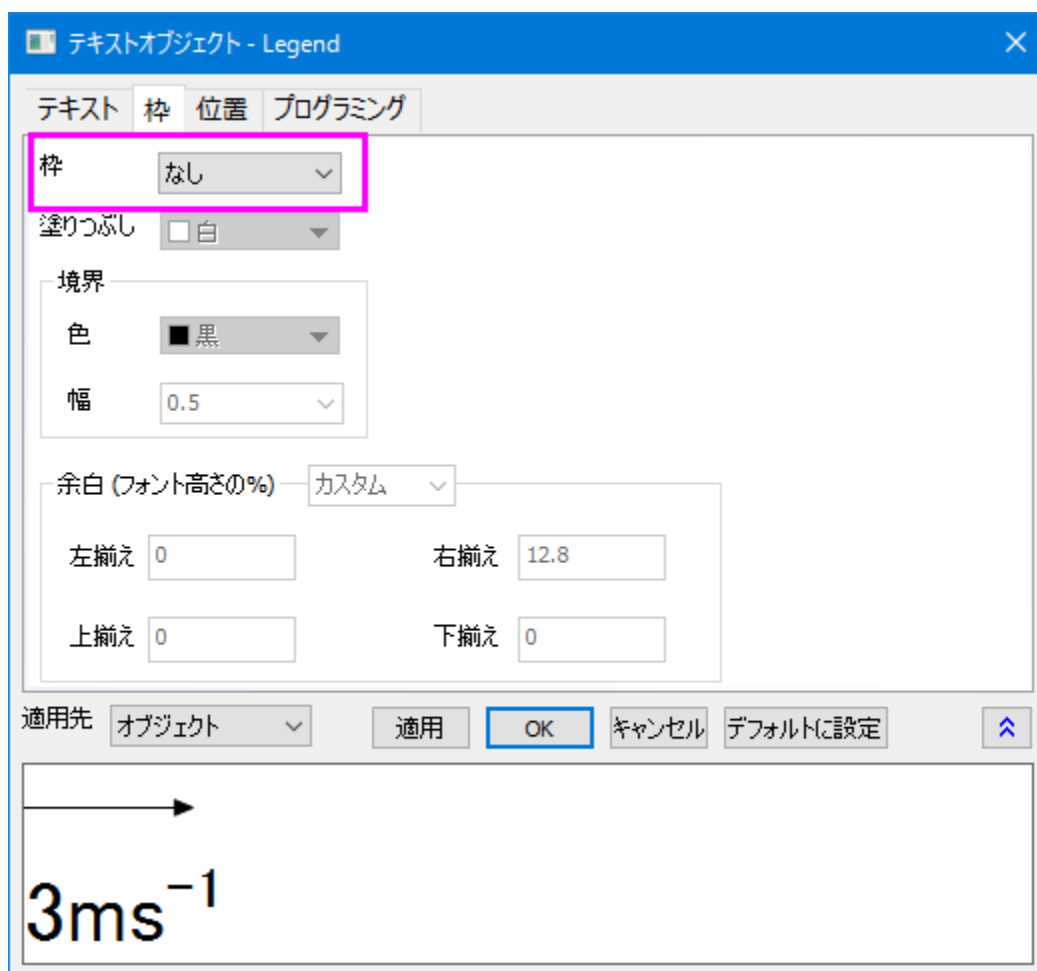 テキストオブジェクト - Legend
テキスト 枠 位置 プログラミング
枠 なし
塗りつぶし 白
境界
色 黒
幅 0.5
余白 (フォント高さの%) カスタム
左揃え 0 右揃え 12.8
上揃え 0 下揃え 0
適用先 オブジェクト 適用 OK キャンセル デフォルトに設定
3ms⁻¹